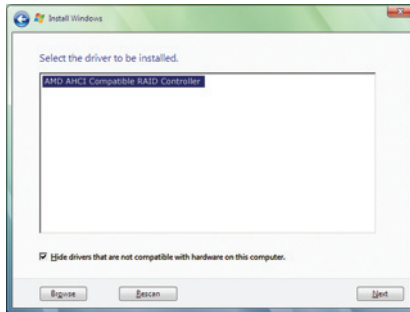 Install Windows
Select the driver to be installed.
AMD AHCI Compatible RAID Controller
Hide drivers that are not compatible with hardware on this computer.
Browse
Rescan
Next